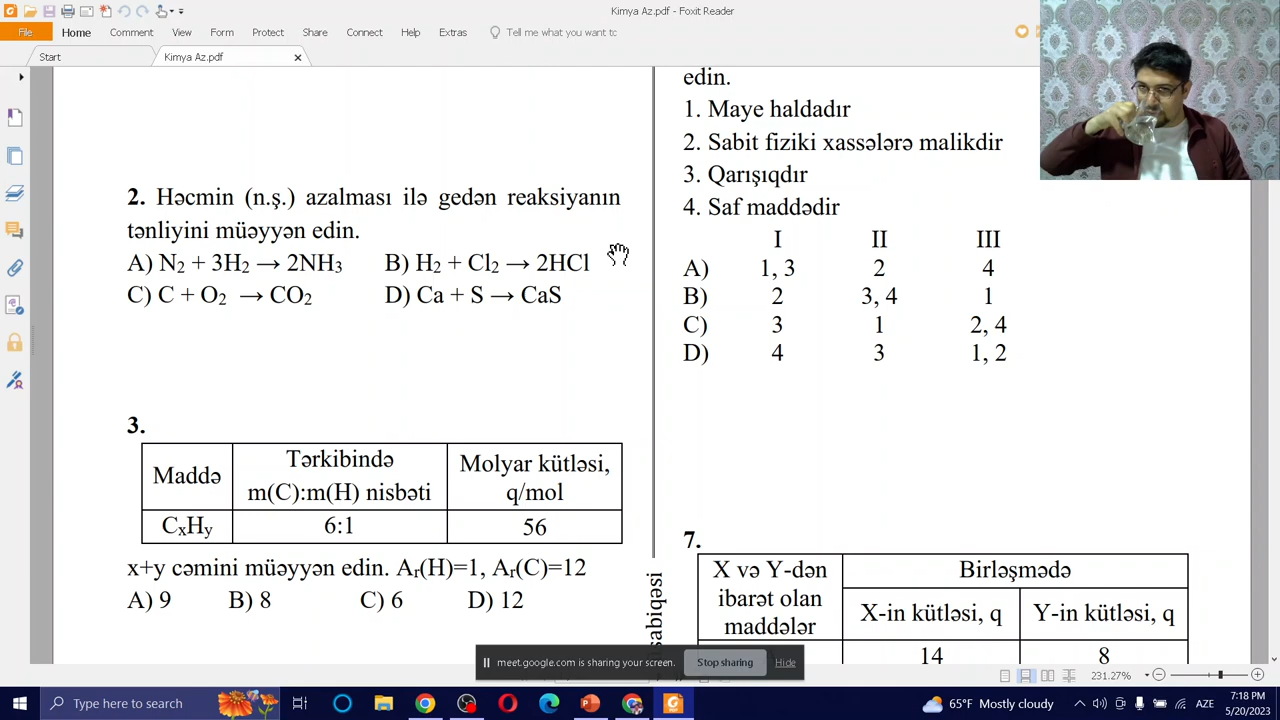 Kimya Az.pdf - Foxit Reader
File Home Comment View Form Protect Share Connect Help Extras Tell me what you want to
Start Kimya Az.pdf
2. Həcmin (n.ş.) azalması ilə gedən reaksiyanın
tənliyini müəyyən edin.
A) N₂ + 3H₂ → 2NH₃ B) H₂ + Cl₂ → 2HCl
C) C + O₂ → CO₂ D) Ca + S → CaS
3.
Maddə Tərkibində m(C):m(H) nisbəti Molyar kütləsi, q/mol
CₓHᵧ 6:1 56
x+y cəmini müəyyən edin. Aᵣ(H)=1, Aᵣ(C)=12
A) 9 B) 8 C) 6 D) 12
edin.
1. Maye haldadır
2. Sabit fiziki xassələrə malikdir
3. Qarışıqdır
4. Saf maddədir
I II III
A) 1, 3 2 4
B) 2 3, 4 1
C) 3 1 2, 4
D) 4 3 1, 2
7.
X və Y-dən ibarət olan maddələr Birləşmədə
X-in kütləsi, q Y-in kütləsi, q
14 8
meet.google.com is sharing your screen. Stop sharing Hide
231.27%
Type here to search
65°F Mostly cloudy
AZE
7:18 PM
5/20/2023